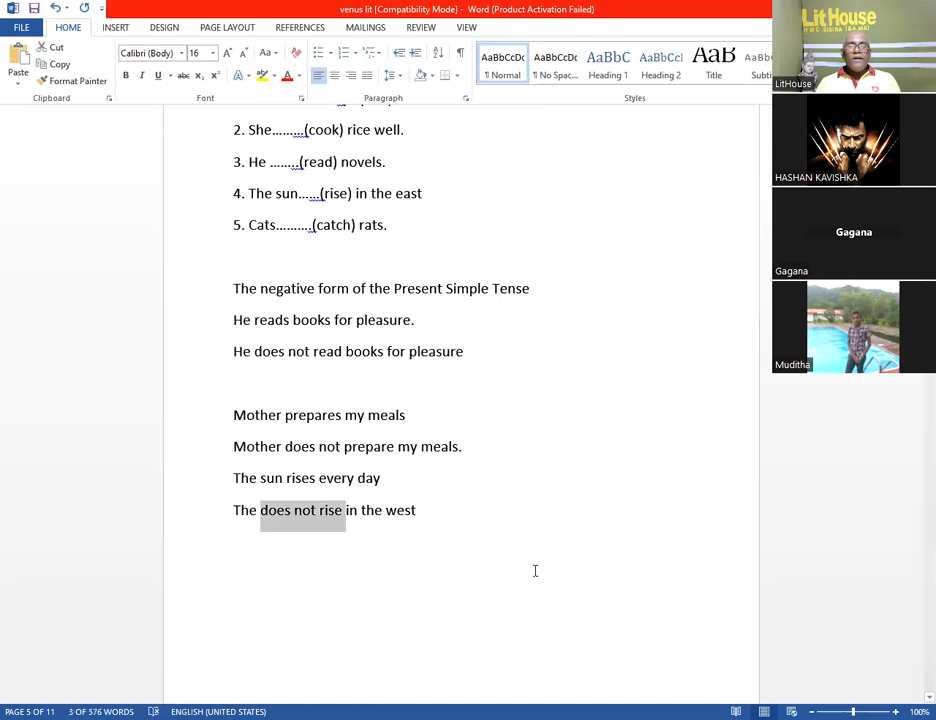 venus lit [Compatibility Mode] - Word (Product Activation Failed)
FILE HOME INSERT DESIGN PAGE LAYOUT REFERENCES MAILINGS REVIEW VIEW
Paste
Cut
Copy
Format Painter
Clipboard
Calibri (Body) 16
Font
Paragraph
AaBbCcDc AaBbCcDc AaBbC AaBbCcI AaB
¶ Normal ¶ No Spac... Heading 1 Heading 2 Title
Styles
2. She………(cook) rice well.
3. He ……..(read) novels.
4. The sun……(rise) in the east
5. Cats……….(catch) rats.
The negative form of the Present Simple Tense
He reads books for pleasure.
He does not read books for pleasure
Mother prepares my meals
Mother does not prepare my meals.
The sun rises every day
The does not rise in the west
LitHouse
LitHouse
HASHAN KAVISHKA
Gagana
Gagana
Muditha
PAGE 5 OF 11 3 OF 576 WORDS ENGLISH (UNITED STATES) 100%